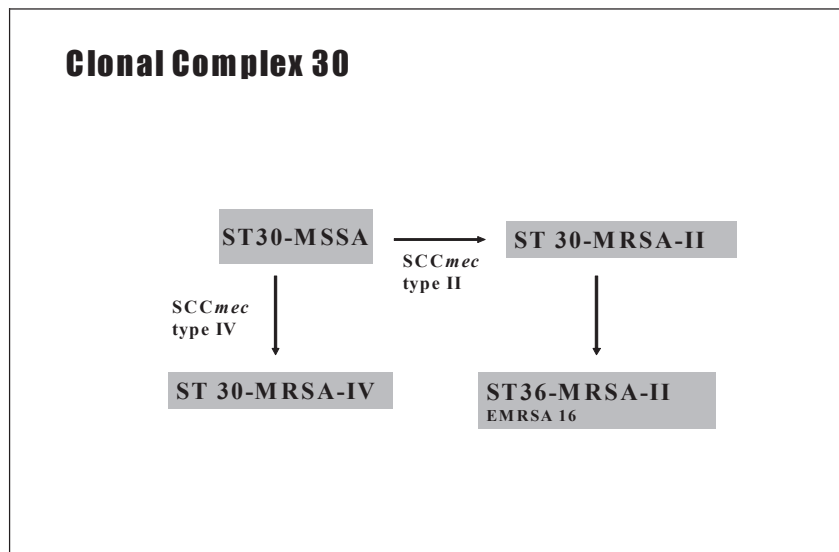 Clonal Complex 30
ST30-MSSA
ST 30-MRSA-II
SCCmec
type II
SCCmec
type IV
ST 30-MRSA-IV
ST36-MRSA-II
EMRSA 16